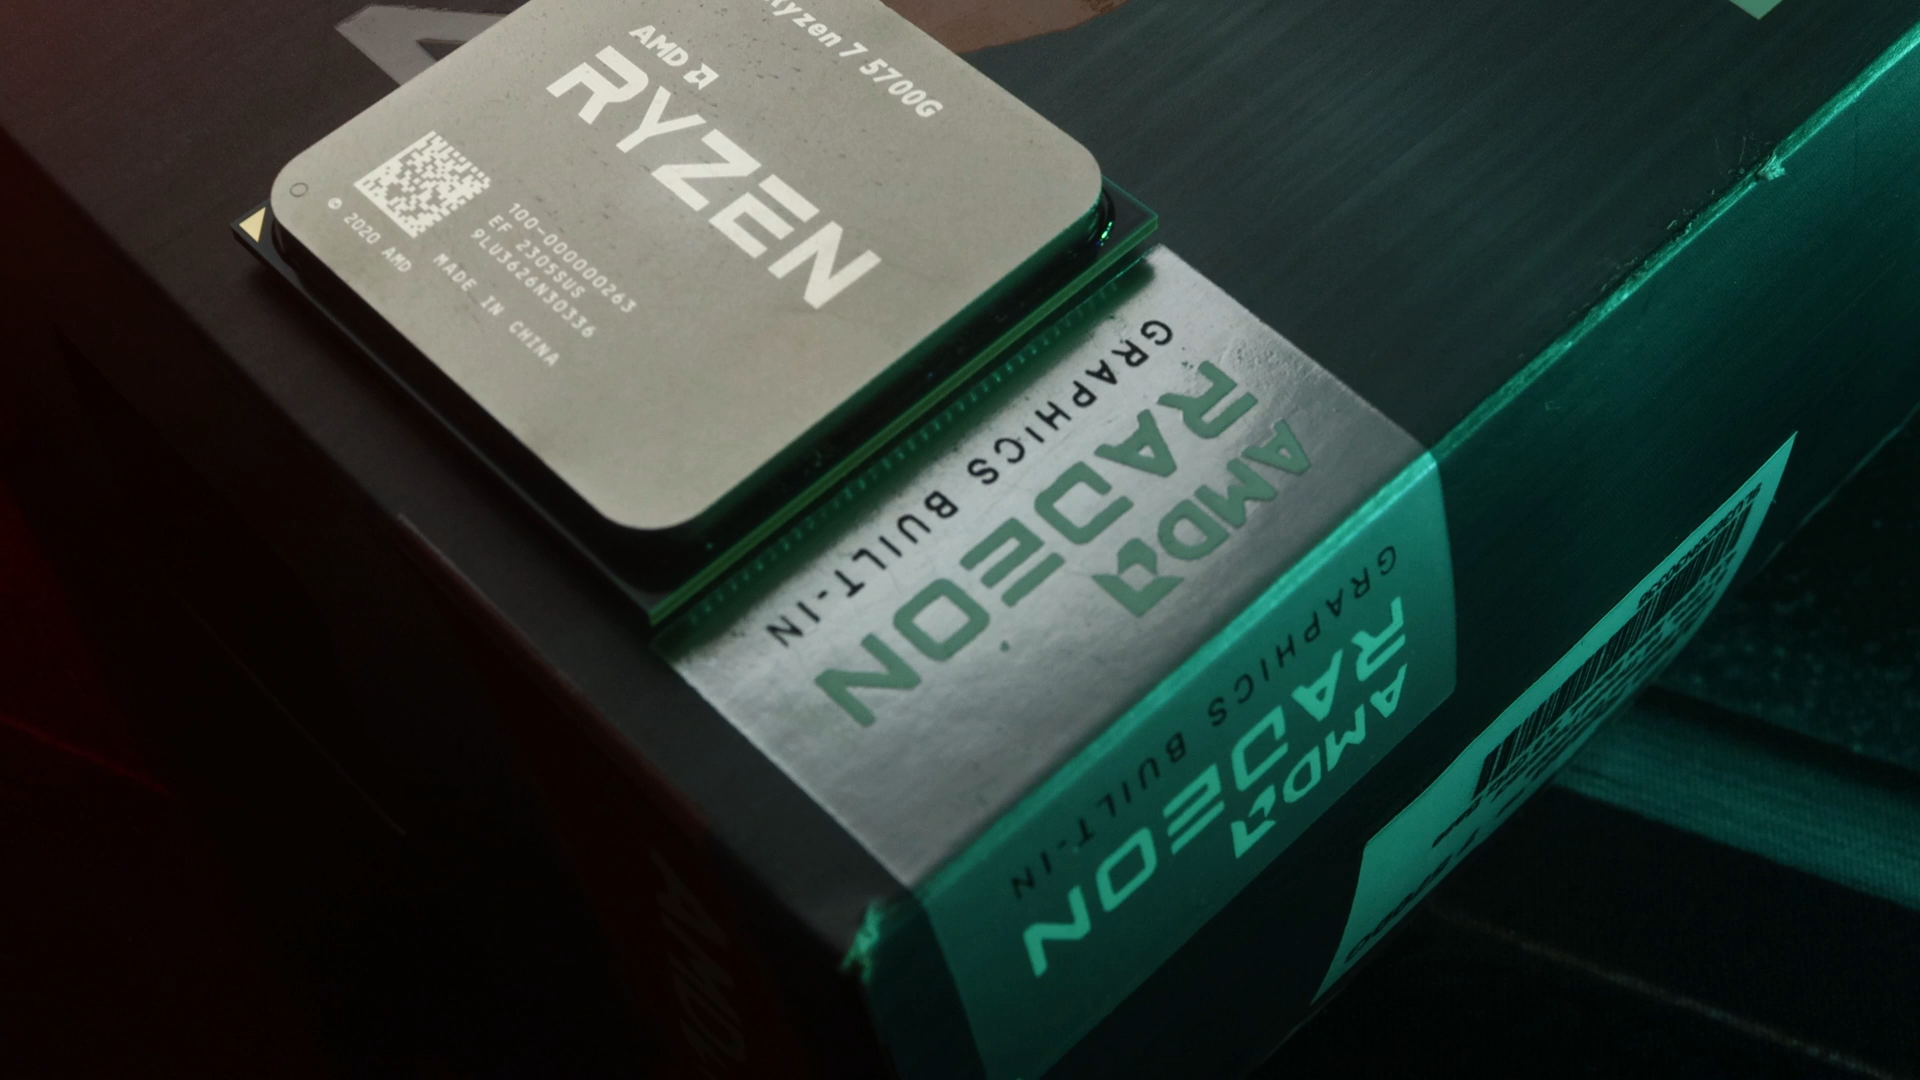 Ryzen 7 5700G
AMD
RYZEN
100-000000263
EF 2305SUS
9LU3626N30336
MADE IN CHINA
© 2020 AMD
AMD
RADEON
GRAPHICS BUILT-IN
AMD
RADEON
GRAPHICS BUILT-IN
AMD